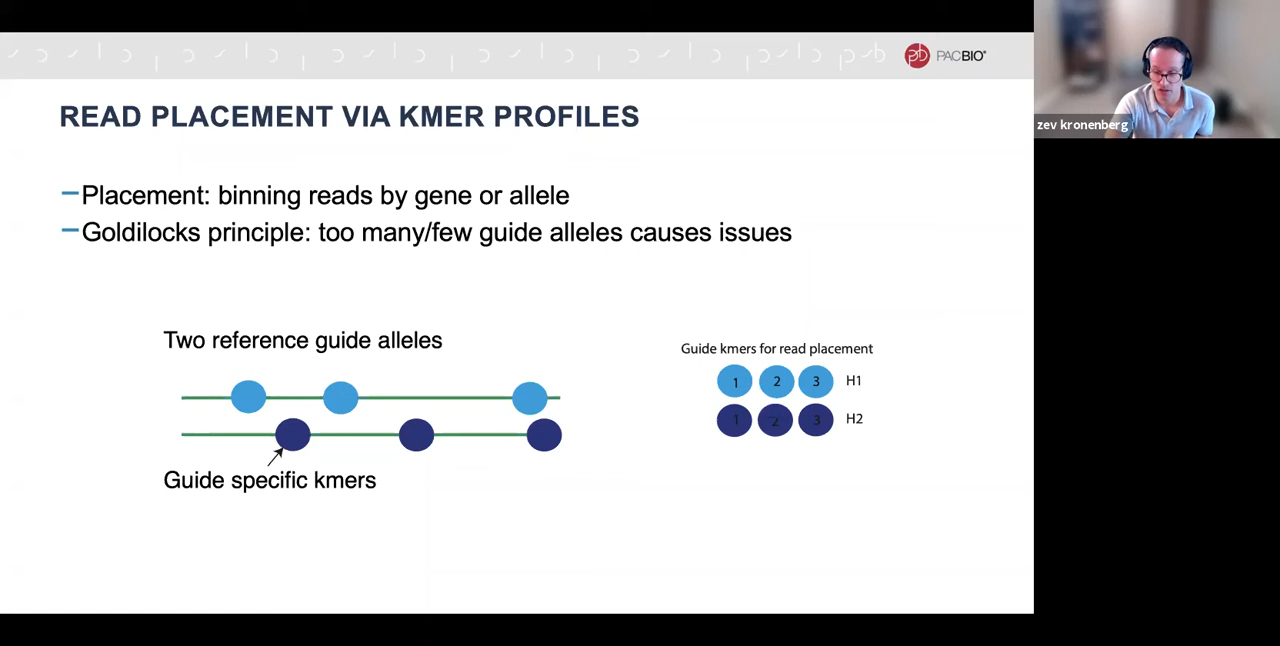 PACBIO®
zev kronenberg
READ PLACEMENT VIA KMER PROFILES
Placement: binning reads by gene or allele
Goldilocks principle: too many/few guide alleles causes issues
Two reference guide alleles
Guide specific kmers
Guide kmers for read placement
1 2 3 H1
1 2 3 H2